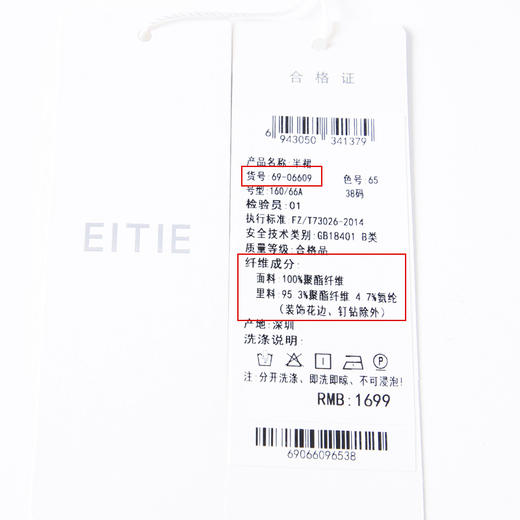 EITIE
合格证
6 943050 341379
产品名称:半裙
货号:69-06609 色号:65
号型:160/66A 38码
检验员:01
执行标准:FZ/T73026-2014
安全技术类别:GB18401 B类
质量等级:合格品
纤维成分:
面料:100%聚酯纤维
里料:95.3%聚酯纤维 4.7%氨纶
(装饰花边、钉钻除外)
产地:深圳
洗涤说明:
P
注:分开洗涤、即洗即晾、不可浸泡!
RMB:1699
69066096538